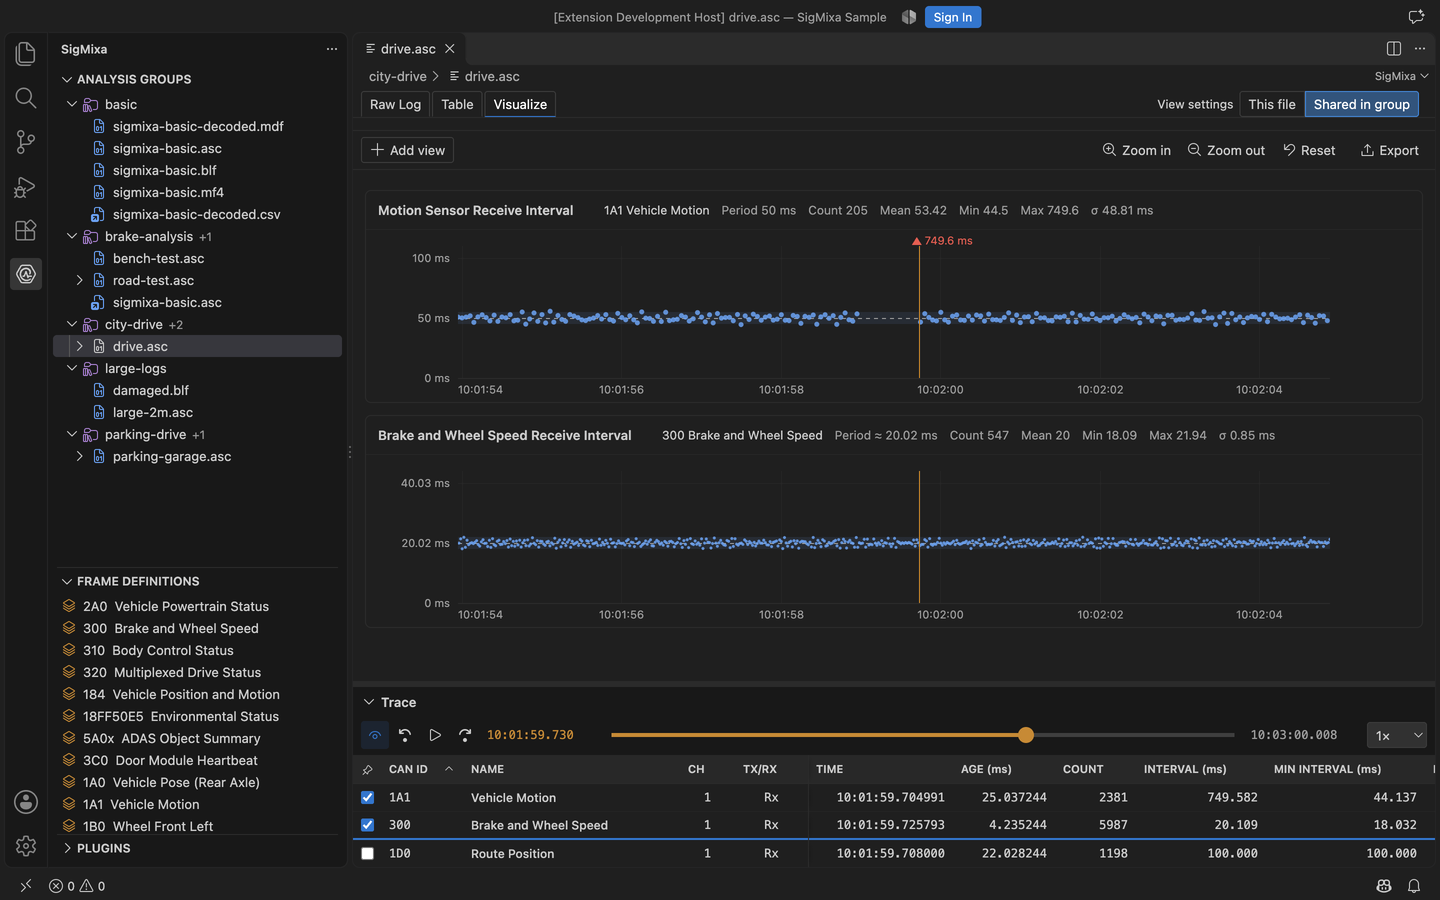 [Extension Development Host] drive.asc — SigMixa Sample
Sign In
SigMixa
ANALYSIS GROUPS
basic
sigmixa-basic-decoded.mdf
sigmixa-basic.asc
sigmixa-basic.blf
sigmixa-basic.mf4
sigmixa-basic-decoded.csv
brake-analysis +1
bench-test.asc
road-test.asc
sigmixa-basic.asc
city-drive +2
drive.asc
large-logs
damaged.blf
large-2m.asc
parking-drive +1
parking-garage.asc
FRAME DEFINITIONS
2A0 Vehicle Powertrain Status
300 Brake and Wheel Speed
310 Body Control Status
320 Multiplexed Drive Status
184 Vehicle Position and Motion
18FF50E5 Environmental Status
5A0x ADAS Object Summary
3C0 Door Module Heartbeat
1A0 Vehicle Pose (Rear Axle)
1A1 Vehicle Motion
1B0 Wheel Front Left
PLUGINS
drive.asc
city-drive > drive.asc
SigMixa
Raw Log Table Visualize
View settings This file Shared in group
Add view
Zoom in Zoom out Reset Export
Motion Sensor Receive Interval 1A1 Vehicle Motion Period 50 ms Count 205 Mean 53.42 Min 44.5 Max 749.6 σ 48.81 ms
749.6 ms
100 ms
50 ms
0 ms
10:01:54 10:01:56 10:01:58 10:02:00 10:02:02 10:02:04
Brake and Wheel Speed Receive Interval 300 Brake and Wheel Speed Period ≈ 20.02 ms Count 547 Mean 20 Min 18.09 Max 21.94 σ 0.85 ms
40.03 ms
20.02 ms
0 ms
10:01:54 10:01:56 10:01:58 10:02:00 10:02:02 10:02:04
Trace
10:01:59.730 10:03:00.008 1×
CAN ID NAME CH TX/RX TIME AGE (ms) COUNT INTERVAL (ms) MIN INTERVAL (ms)
1A1 Vehicle Motion 1 Rx 10:01:59.704991 25.037244 2381 749.582 44.137
300 Brake and Wheel Speed 1 Rx 10:01:59.725793 4.235244 5987 20.109 18.032
1D0 Route Position 1 Rx 10:01:59.708000 22.028244 1198 100.000 100.000
0 0